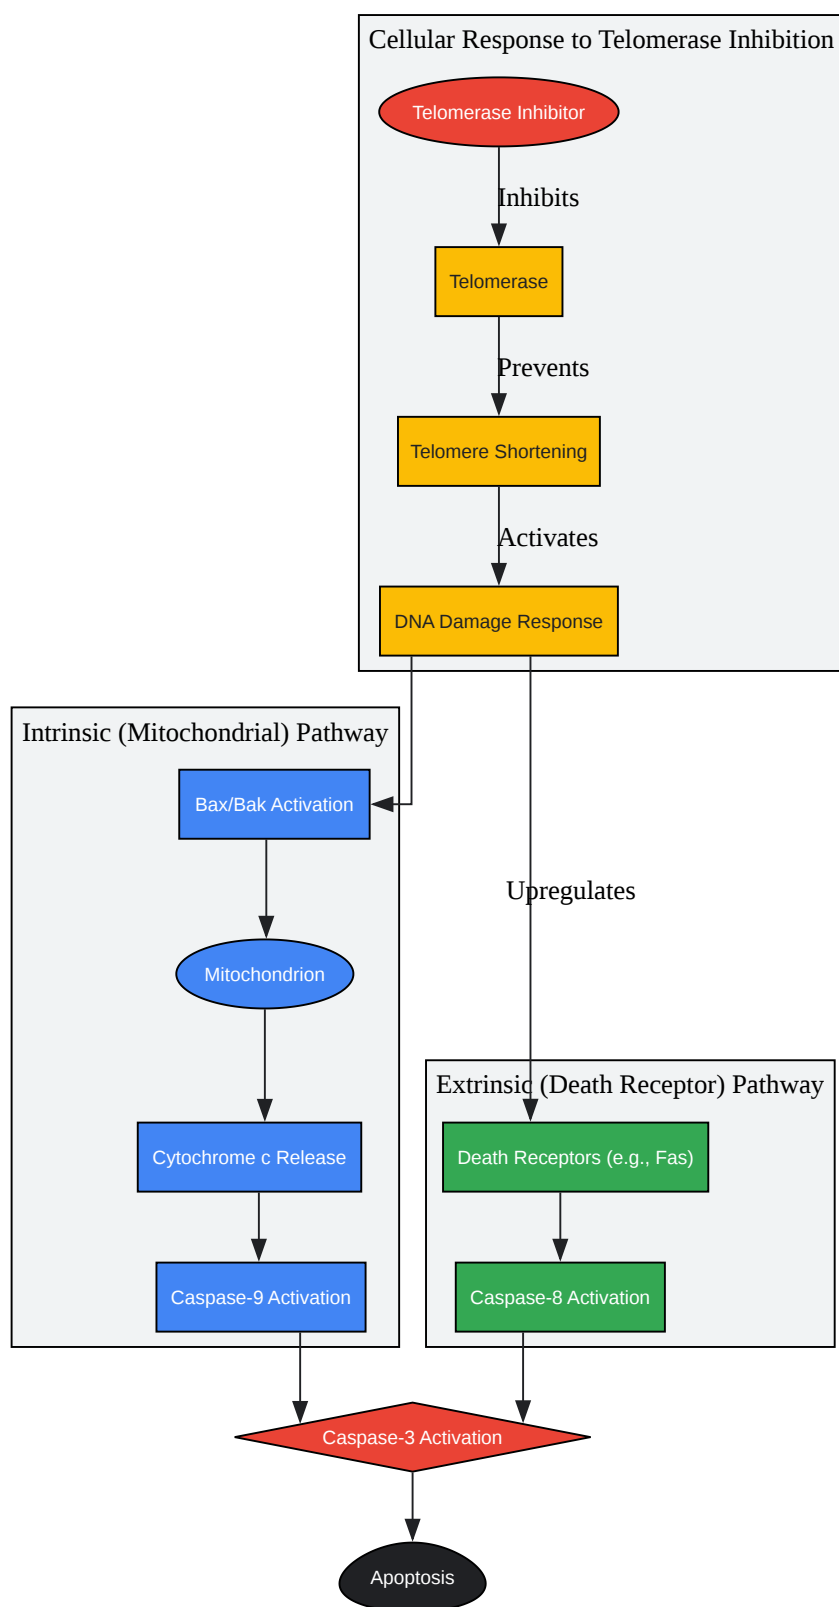 Cellular Response to Telomerase Inhibition
Telomerase Inhibitor
Inhibits
Telomerase
Prevents
Telomere Shortening
Activates
DNA Damage Response
Intrinsic (Mitochondrial) Pathway
Bax/Bak Activation
Mitochondrion
Cytochrome c Release
Caspase-9 Activation
Upregulates
Extrinsic (Death Receptor) Pathway
Death Receptors (e.g., Fas)
Caspase-8 Activation
Caspase-3 Activation
Apoptosis